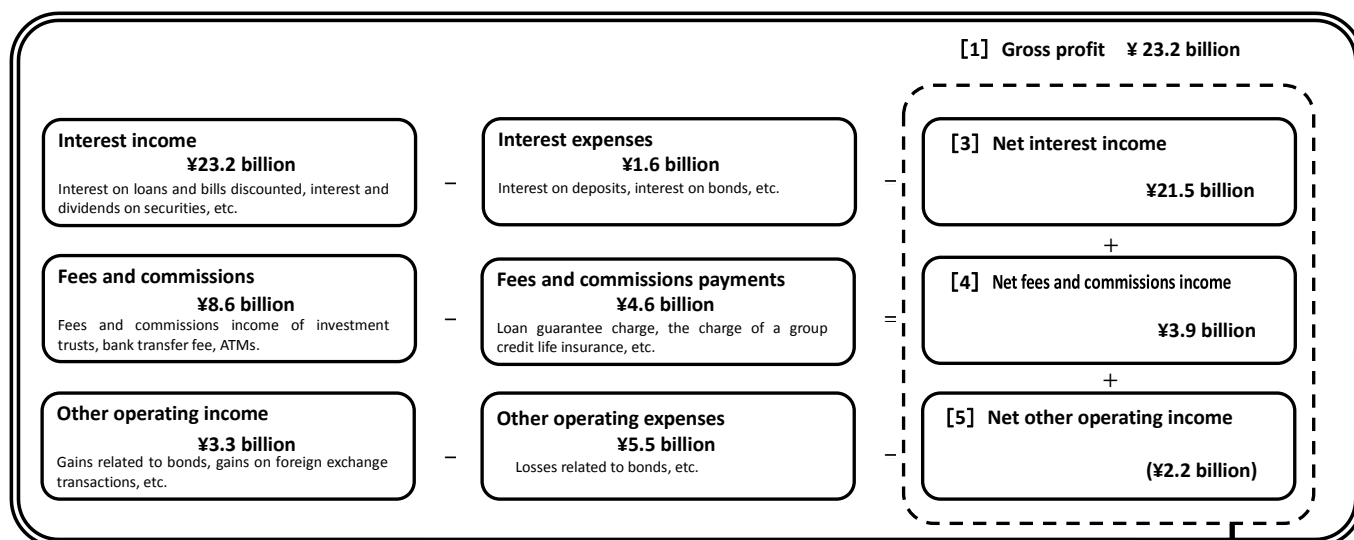 [1] Gross profit ¥ 23.2 billion
Interest income
¥23.2 billion
Interest on loans and bills discounted, interest and
dividends on securities, etc.
–
Interest expenses
¥1.6 billion
Interest on deposits, interest on bonds, etc.
–
[3] Net interest income
¥21.5 billion
+
Fees and commissions
¥8.6 billion
Fees and commissions income of investment
trusts, bank transfer fee, ATMs.
–
Fees and commissions payments
¥4.6 billion
Loan guarantee charge, the charge of a group
credit life insurance, etc.
=
[4] Net fees and commissions income
¥3.9 billion
+
Other operating income
¥3.3 billion
Gains related to bonds, gains on foreign exchange
transactions, etc.
–
Other operating expenses
¥5.5 billion
Losses related to bonds, etc.
–
[5] Net other operating income
(¥2.2 billion)